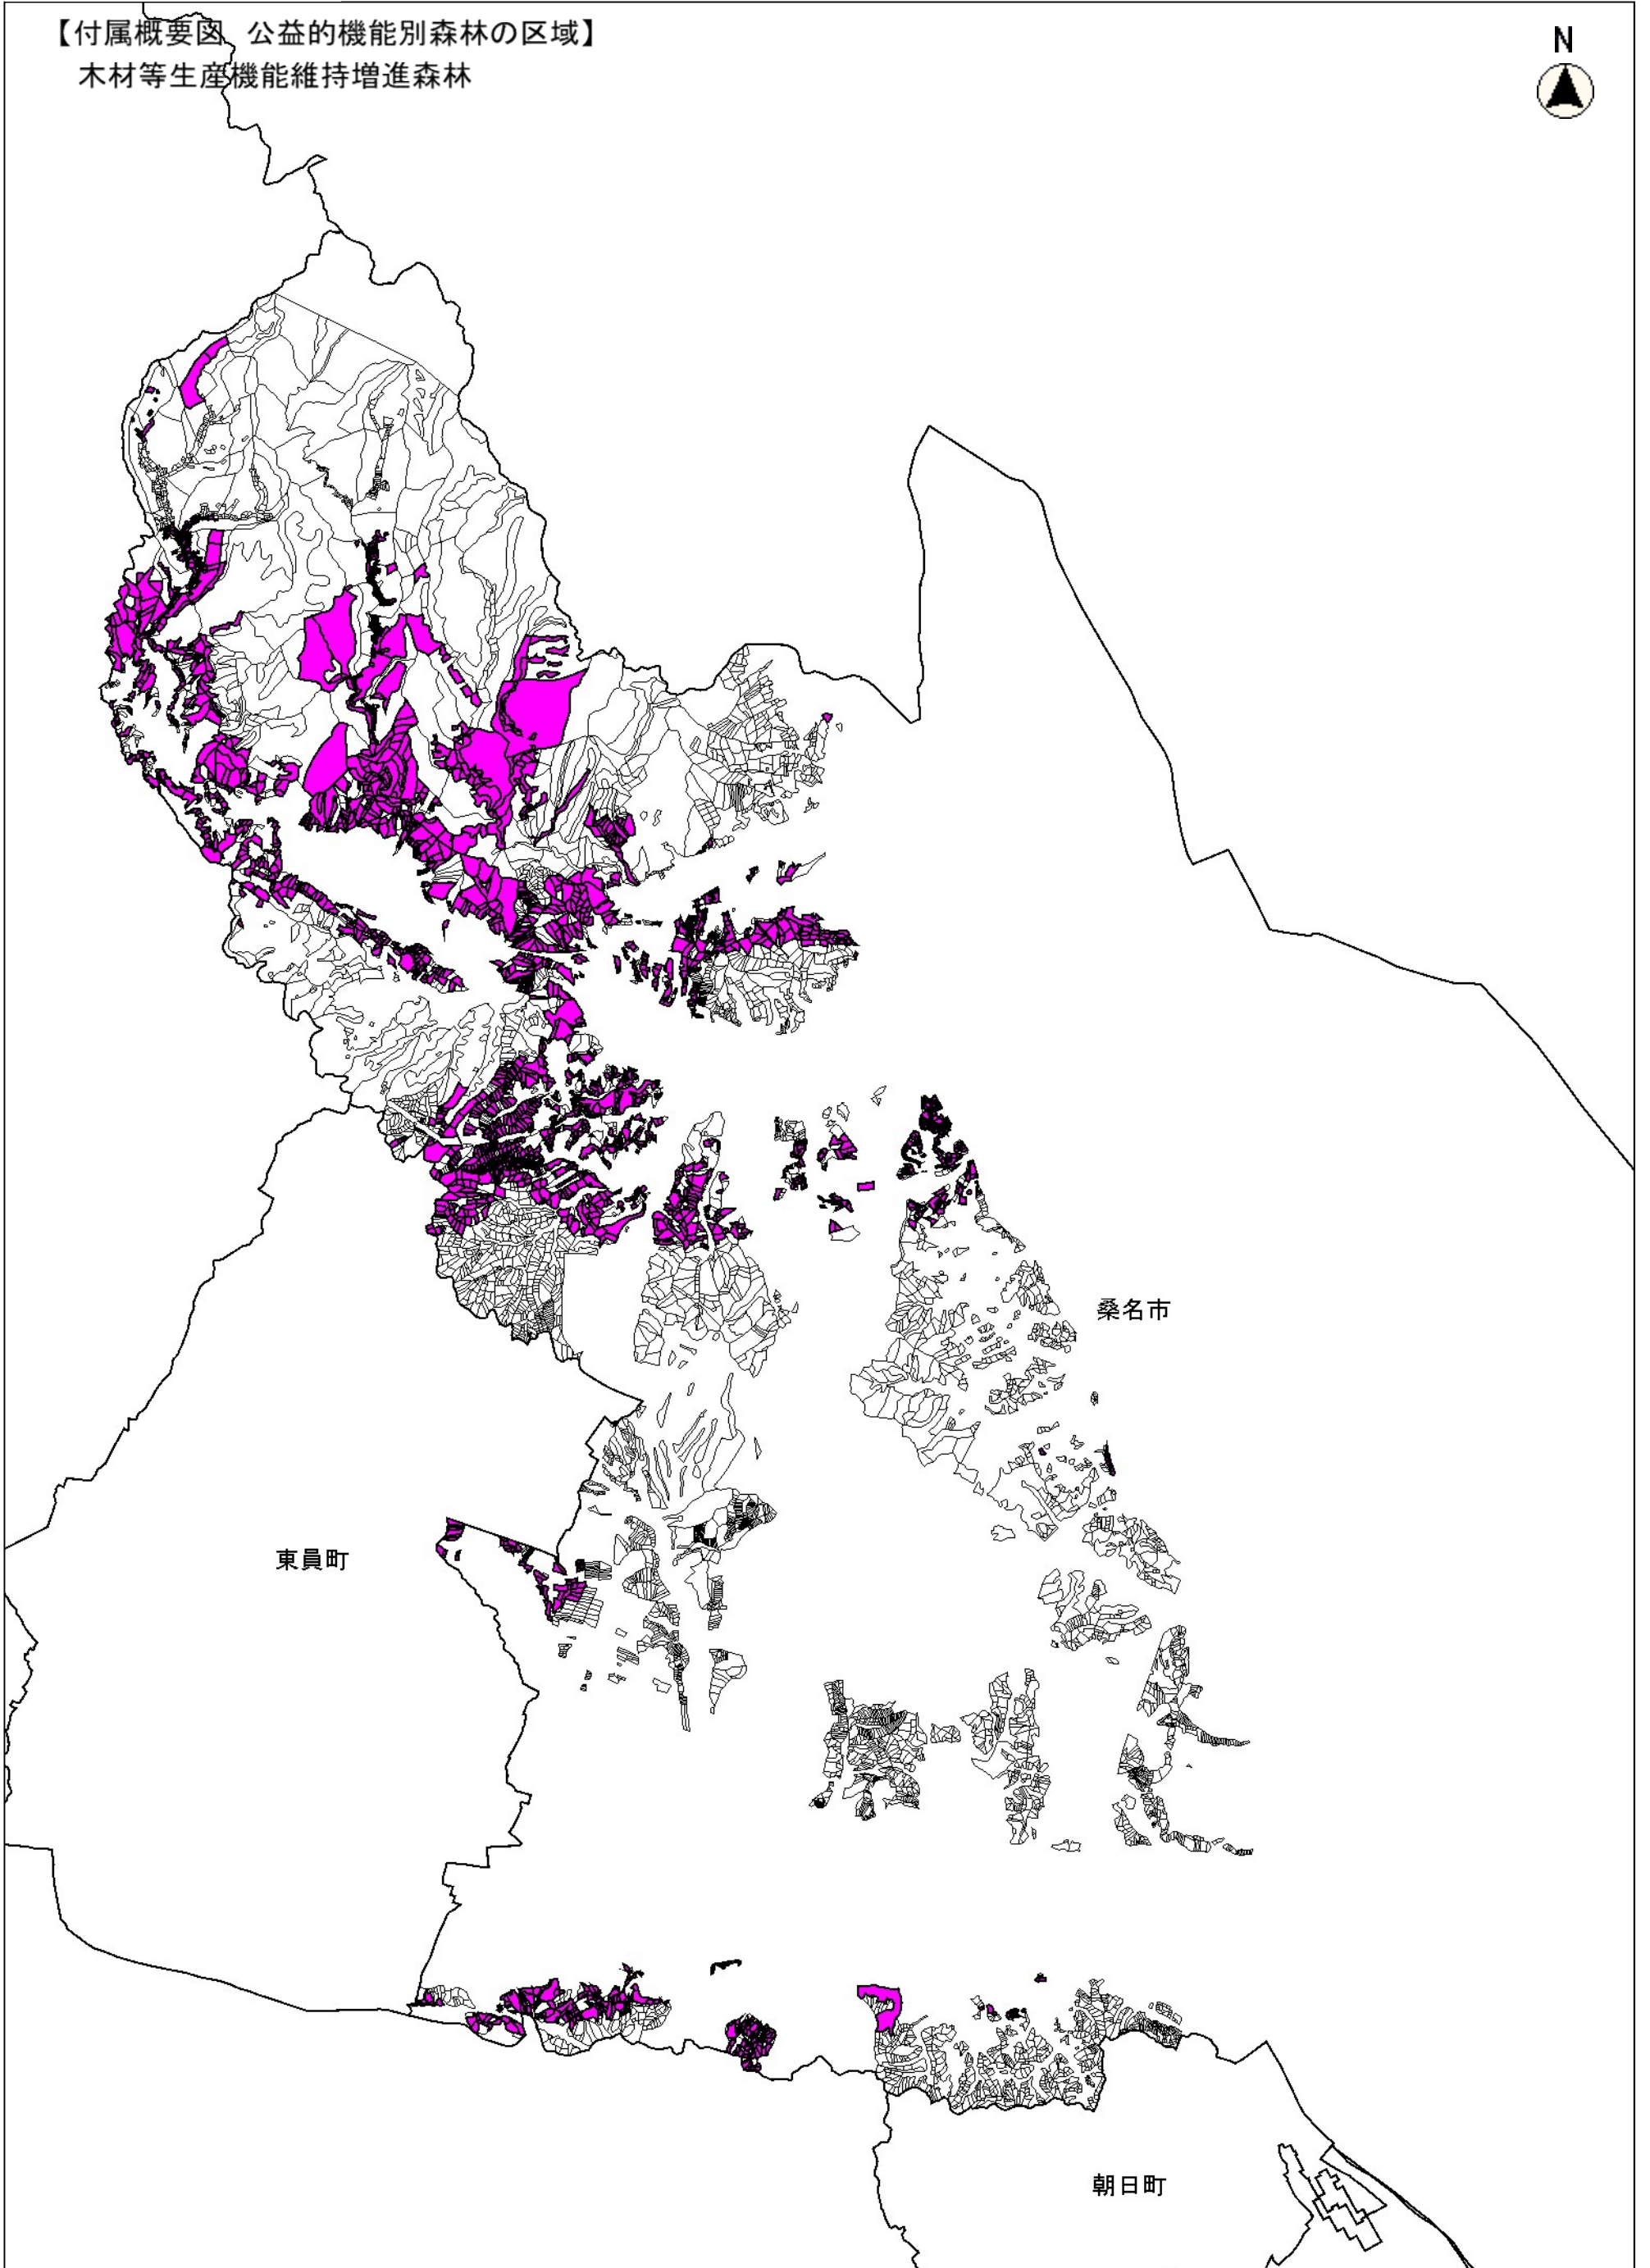 【付属概要図 公益的機能別森林の区域】
木材等生産機能維持増進森林
N
桑名市
東員町
朝日町